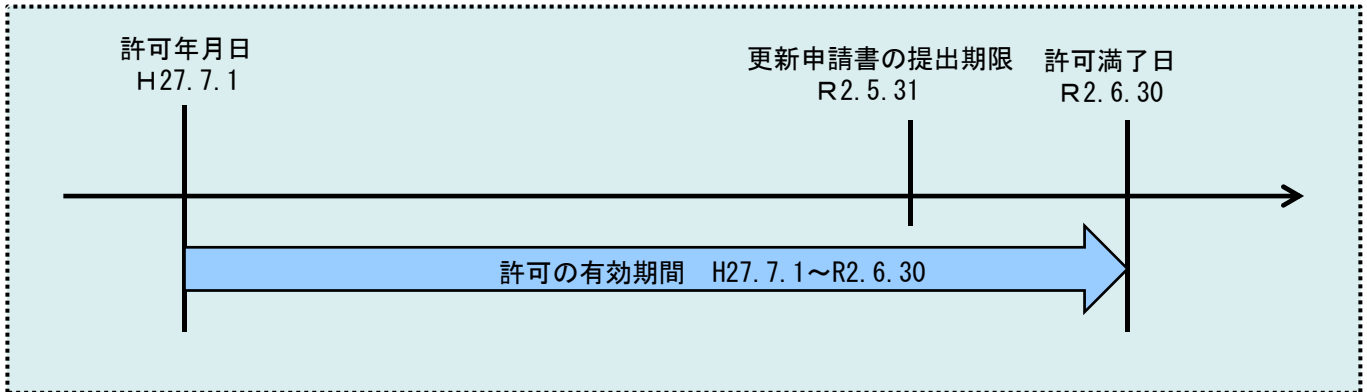 許可年月日
Ｈ27.7.1
更新申請書の提出期限
Ｒ2.5.31
許可満了日
Ｒ2.6.30
許可の有効期間　H27.7.1～R2.6.30